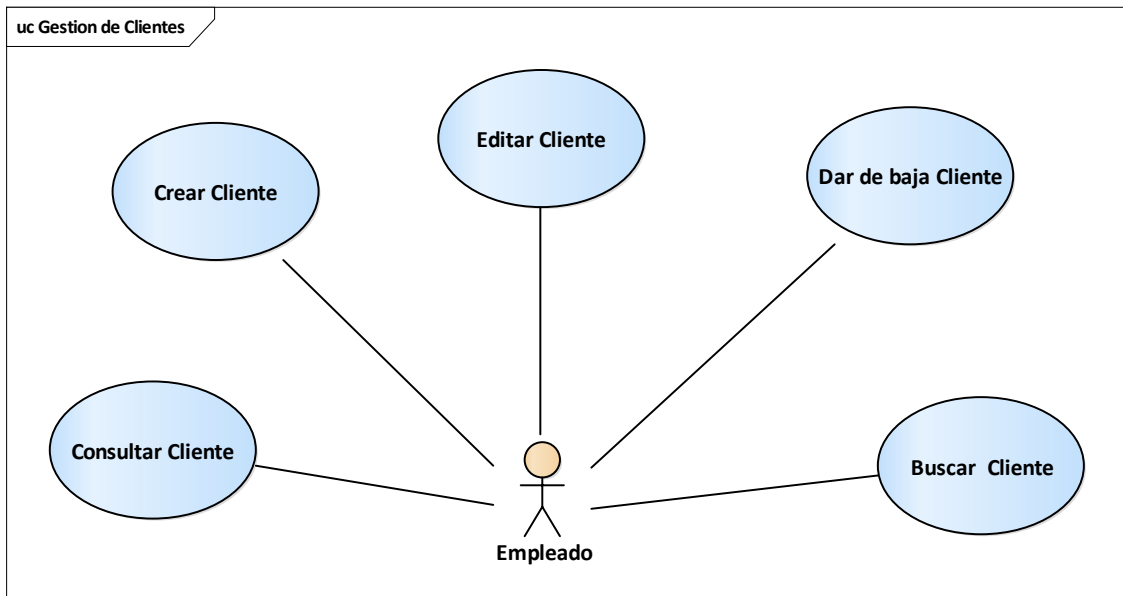 uc Gestion de Clientes
Editar Cliente
Crear Cliente
Dar de baja Cliente
Consultar Cliente
Buscar  Cliente
Empleado